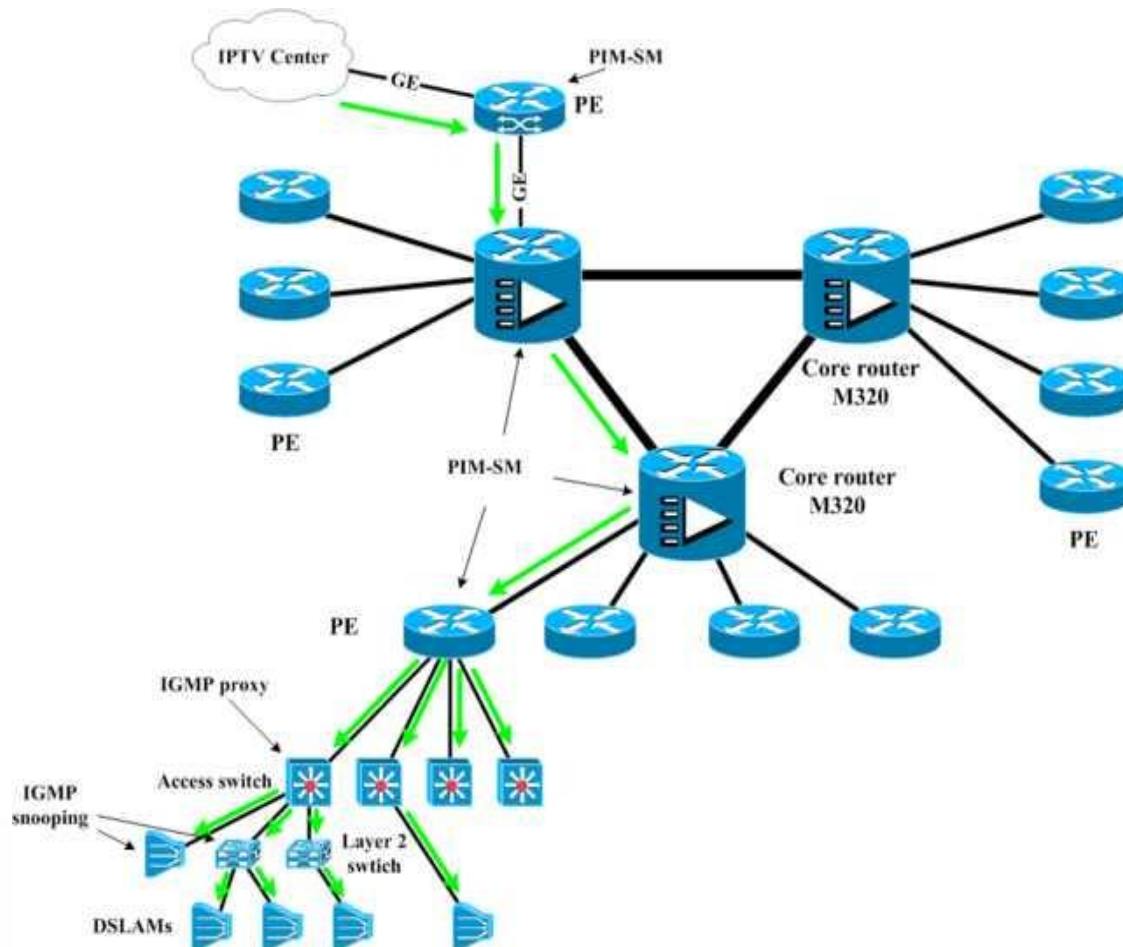 IPTV Center
GE
PIM-SM
PE
GE
Core router
M320
PE
PIM-SM
Core router
M320
PE
PE
IGMP proxy
Access switch
IGMP
snooping
Layer 2
swtich
DSLAMs